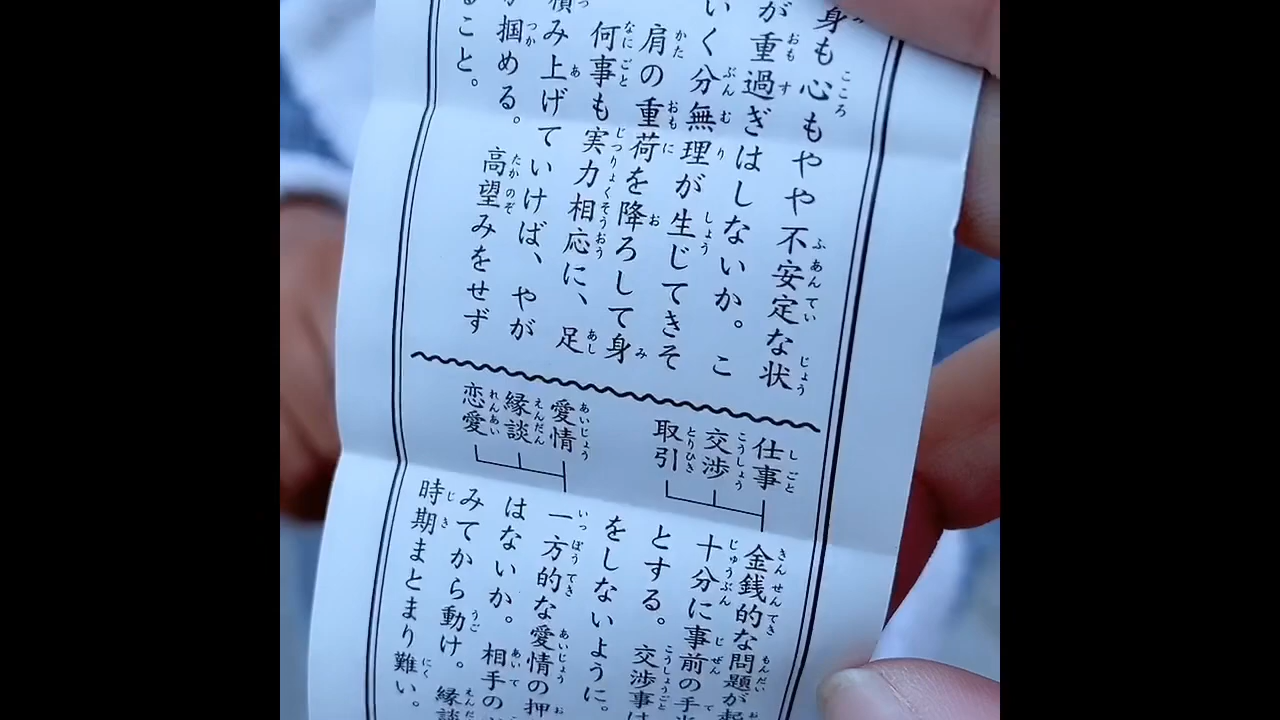 身も心もやや不安定な状
が重過ぎはしないか。こ
いく分無理が生じてきそ
肩の重荷を降ろして身
何事も実力相応に、足
み上げていけば、やが
掴める。 高望みをせず
こと。
仕事
交渉
取引
金銭的な問題が
十分に事前の手
とする。 交渉事は
をしないように。
愛情
縁談
恋愛
一方的な愛情の押
はないか。 相手の
みてから動け。 縁談
時期まとまり難い。